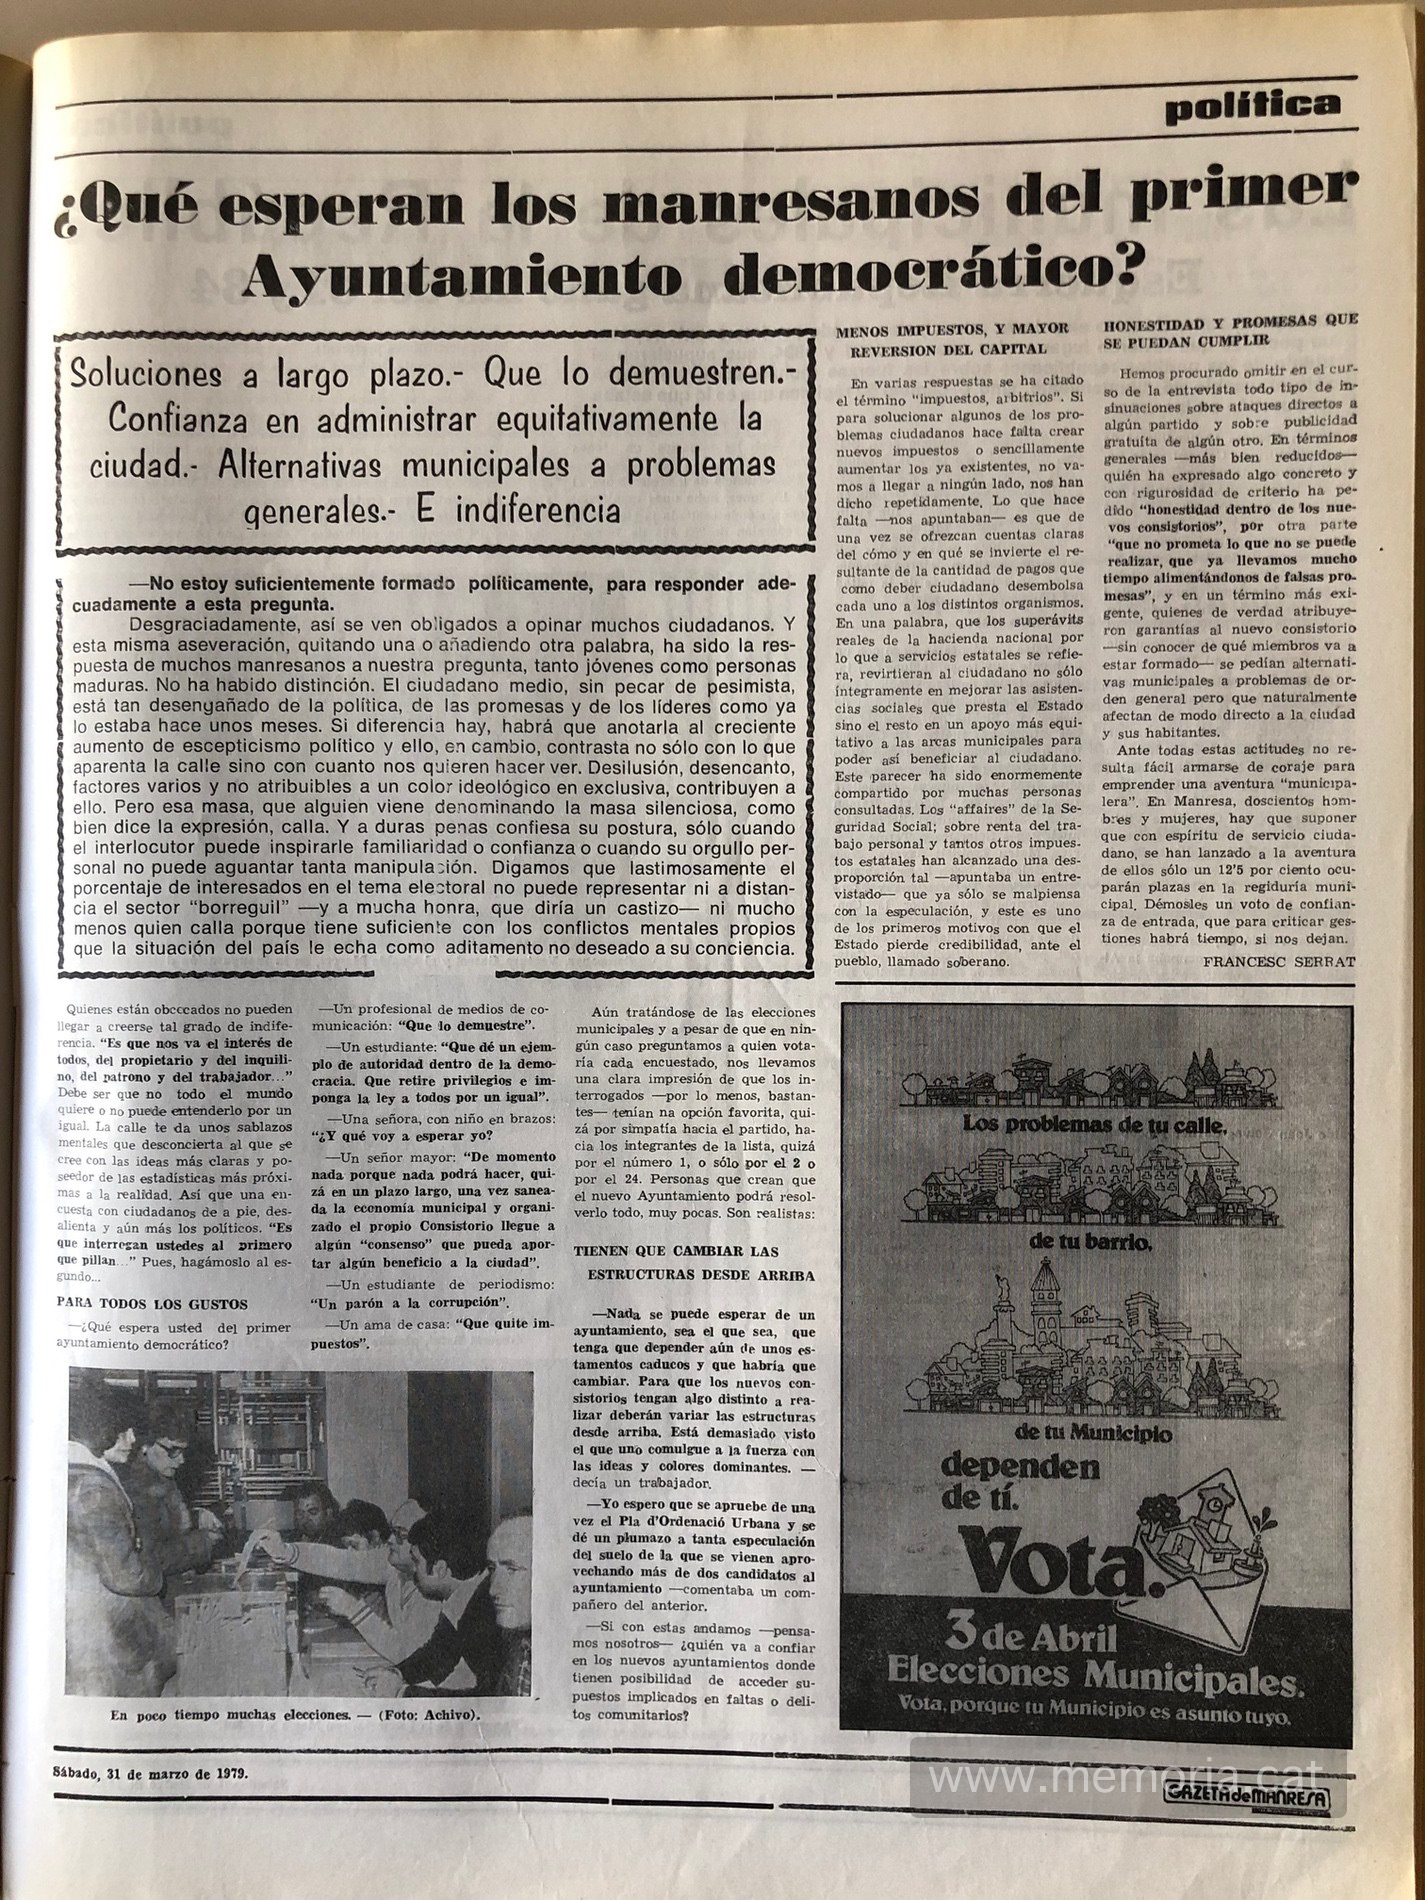 política
¿Qué esperan los manresanos del primer
Ayuntamiento democrático?
Soluciones a largo plazo.- Que lo demuestren.-
Confianza en administrar equitativamente la
ciudad.- Alternativas municipales a problemas
generales.- E indiferencia
—No estoy suficientemente formado políticamente, para responder ade-
cuadamente a esta pregunta.
Desgraciadamente, así se ven obligados a opinar muchos ciudadanos. Y
esta misma aseveración, quitando una o añadiendo otra palabra, ha sido la res-
puesta de muchos manresanos a nuestra pregunta, tanto jóvenes como personas
maduras. No ha habido distinción. El ciudadano medio, sin pecar de pesimista,
está tan desengañado de la política, de las promesas y de los líderes como ya
lo estaba hace unos meses. Si diferencia hay, habrá que anotarla al creciente
aumento de escepticismo político y ello, en cambio, contrasta no sólo con lo que
aparenta la calle sino con cuanto nos quieren hacer ver. Desilusión, desencanto,
factores varios y no atribuibles a un color ideológico en exclusiva, contribuyen a
ello. Pero esa masa, que alguien viene denominando la masa silenciosa, como
bien dice la expresión, calla. Y a duras penas confiesa su postura, sólo cuando
el interlocutor puede inspirarle familiaridad o confianza o cuando su orgullo per-
sonal no puede aguantar tanta manipulación. Digamos que lastimosamente el
porcentaje de interesados en el tema electoral no puede representar ni a distan-
cia el sector "borreguil" —y a mucha honra, que diría un castizo— ni mucho
menos quien calla porque tiene suficiente con los conflictos mentales propios
que la situación del país le echa como aditamento no deseado a su conciencia.
Quienes están obcecados no pueden
llegar a creerse tal grado de indife-
rencia. "Es que nos va el interés de
todos, del propietario y del inquili-
no, del patrono y del trabajador..."
Debe ser que no todo el mundo
quiere o no puede entenderlo por un
igual. La calle te da unos sablazos
mentales que desconcierta al que se
cree con las ideas más claras y po-
seedor de las estadísticas más próxi-
mas a la realidad. Así que una en-
cuesta con ciudadanos de a pie, des-
alienta y aún más los políticos. "Es
que interregan ustedes al primero
que pillan..." Pues, hagámoslo al es-
gundo...
PARA TODOS LOS GUSTOS
—¿Qué espera usted del primer
ayuntamiento democrático?
—Un profesional de medios de co-
municación: "Que lo demuestre".
—Un estudiante: "Que dé un ejem-
plo de autoridad dentro de la demo-
cracia. Que retire privilegios e im-
ponga la ley a todos por un igual".
—Una señora, con niño en brazos:
"¿Y qué voy a esperar yo?
—Un señor mayor: "De momento
nada porque nada podrá hacer, qui-
zá en un plazo largo, una vez sanea-
da la economía municipal y organi-
zado el propio Consistorio llegue a
algún "consenso" que pueda apor-
tar algún beneficio a la ciudad".
—Un estudiante de periodismo:
"Un parón a la corrupción".
—Un ama de casa: "Que quite im-
puestos".
En poco tiempo muchas elecciones. — (Foto: Achivo).
Aún tratándose de las elecciones
municipales y a pesar de que en nin-
gún caso preguntamos a quien vota-
ría cada encuestado, nos llevamos
una clara impresión de que los in-
terrogados —por lo menos, bastan-
tes— tenían na opción favorita, qui-
zá por simpatía hacia el partido, ha-
cia los integrantes de la lista, quizá
por el número 1, o sólo por el 2 o
por el 24. Personas que crean que
el nuevo Ayuntamiento podrá resol-
verlo todo, muy pocas. Son realistas:
TIENEN QUE CAMBIAR LAS
ESTRUCTURAS DESDE ARRIBA
—Nada se puede esperar de un
ayuntamiento, sea el que sea, que
tenga que depender aún de unos es-
tamentos caducos y que habría que
cambiar. Para que los nuevos con-
sistorios tengan algo distinto a rea-
lizar deberán variar las estructuras
desde arriba. Está demasiado visto
el que uno comulgue a la fuerza con
las ideas y colores dominantes. —
decía un trabajador.
—Yo espero que se apruebe de una
vez el Pla d'Ordenació Urbana y se
dé un plumazo a tanta especulación
del suelo de la que se vienen apro-
vechando más de dos candidatos al
ayuntamiento —comentaba un com-
pañero del anterior.
—Si con estas andamos —pensa-
mos nosotros— ¿quién va a confiar
en los nuevos ayuntamientos donde
tienen posibilidad de acceder su-
puestos implicados en faltas o deli-
tos comunitarios?
MENOS IMPUESTOS, Y MAYOR
REVERSION DEL CAPITAL
En varias respuestas se ha citado
el término "impuestos, arbitrios". Si
para solucionar algunos de los pro-
blemas ciudadanos hace falta crear
nuevos impuestos o sencillamente
aumentar los ya existentes, no va-
mos a llegar a ningún lado, nos han
dicho repetidamente. Lo que hace
falta —nos apuntaban— es que de
una vez se ofrezcan cuentas claras
del cómo y en qué se invierte el re-
sultante de la cantidad de pagos que
como deber ciudadano desembolsa
cada uno a los distintos organismos.
En una palabra, que los superávits
reales de la hacienda nacional por
lo que a servicios estatales se refie-
ra, revirtieran al ciudadano no sólo
íntegramente en mejorar las asisten-
cias sociales que presta el Estado
sino el resto en un apoyo más equi-
tativo a las arcas municipales para
poder así beneficiar al ciudadano.
Este parecer ha sido enormemente
compartido por muchas personas
consultadas. Los "affaires" de la Se-
guridad Social; sobre renta del tra-
bajo personal y tantos otros impues-
tos estatales han alcanzado una des-
proporción tal —apuntaba un entre-
vistado— que ya sólo se malpiensa
con la especulación, y este es uno
de los primeros motivos con que el
Estado pierde credibilidad, ante el
pueblo, llamado soberano.
HONESTIDAD Y PROMESAS QUE
SE PUEDAN CUMPLIR
Hemos procurado omitir en el cur-
so de la entrevista todo tipo de in-
sinuaciones sobre ataques directos a
algún partido y sobre publicidad
gratuita de algún otro. En términos
generales —más bien reducidos—
quién ha expresado algo concreto y
con rigurosidad de criterio ha pe-
dido "honestidad dentro de los nue-
vos consistorios", por otra parte
"que no prometa lo que no se puede
realizar, que ya llevamos mucho
tiempo alimentándonos de falsas pro-
mesas", y en un término más exi-
gente, quienes de verdad atribuye-
ron garantías al nuevo consistorio
—sin conocer de qué miembros va a
estar formado— se pedían alternati-
vas municipales a problemas de or-
den general pero que naturalmente
afectan de modo directo a la ciudad
y sus habitantes.
Ante todas estas actitudes no re-
sulta fácil armarse de coraje para
emprender una aventura "municipa-
lera". En Manresa, doscientos hom-
bres y mujeres, hay que suponer
que con espíritu de servicio ciuda-
dano, se han lanzado a la aventura
de ellos sólo un 12'5 por ciento ocu-
parán plazas en la regiduría muni-
cipal. Démosles un voto de confian-
za de entrada, que para criticar ges-
tiones habrá tiempo, si nos dejan.
FRANCESC SERRAT
Los problemas de tu calle,
de tu barrio,
de tu Municipio
dependen
de tí.
Vota.
3 de Abril
Elecciones Municipales.
Vota, porque tu Municipio es asunto tuyo.
Sábado, 31 de marzo de 1979.
www.memoria.cat
GAZETA de MANRESA